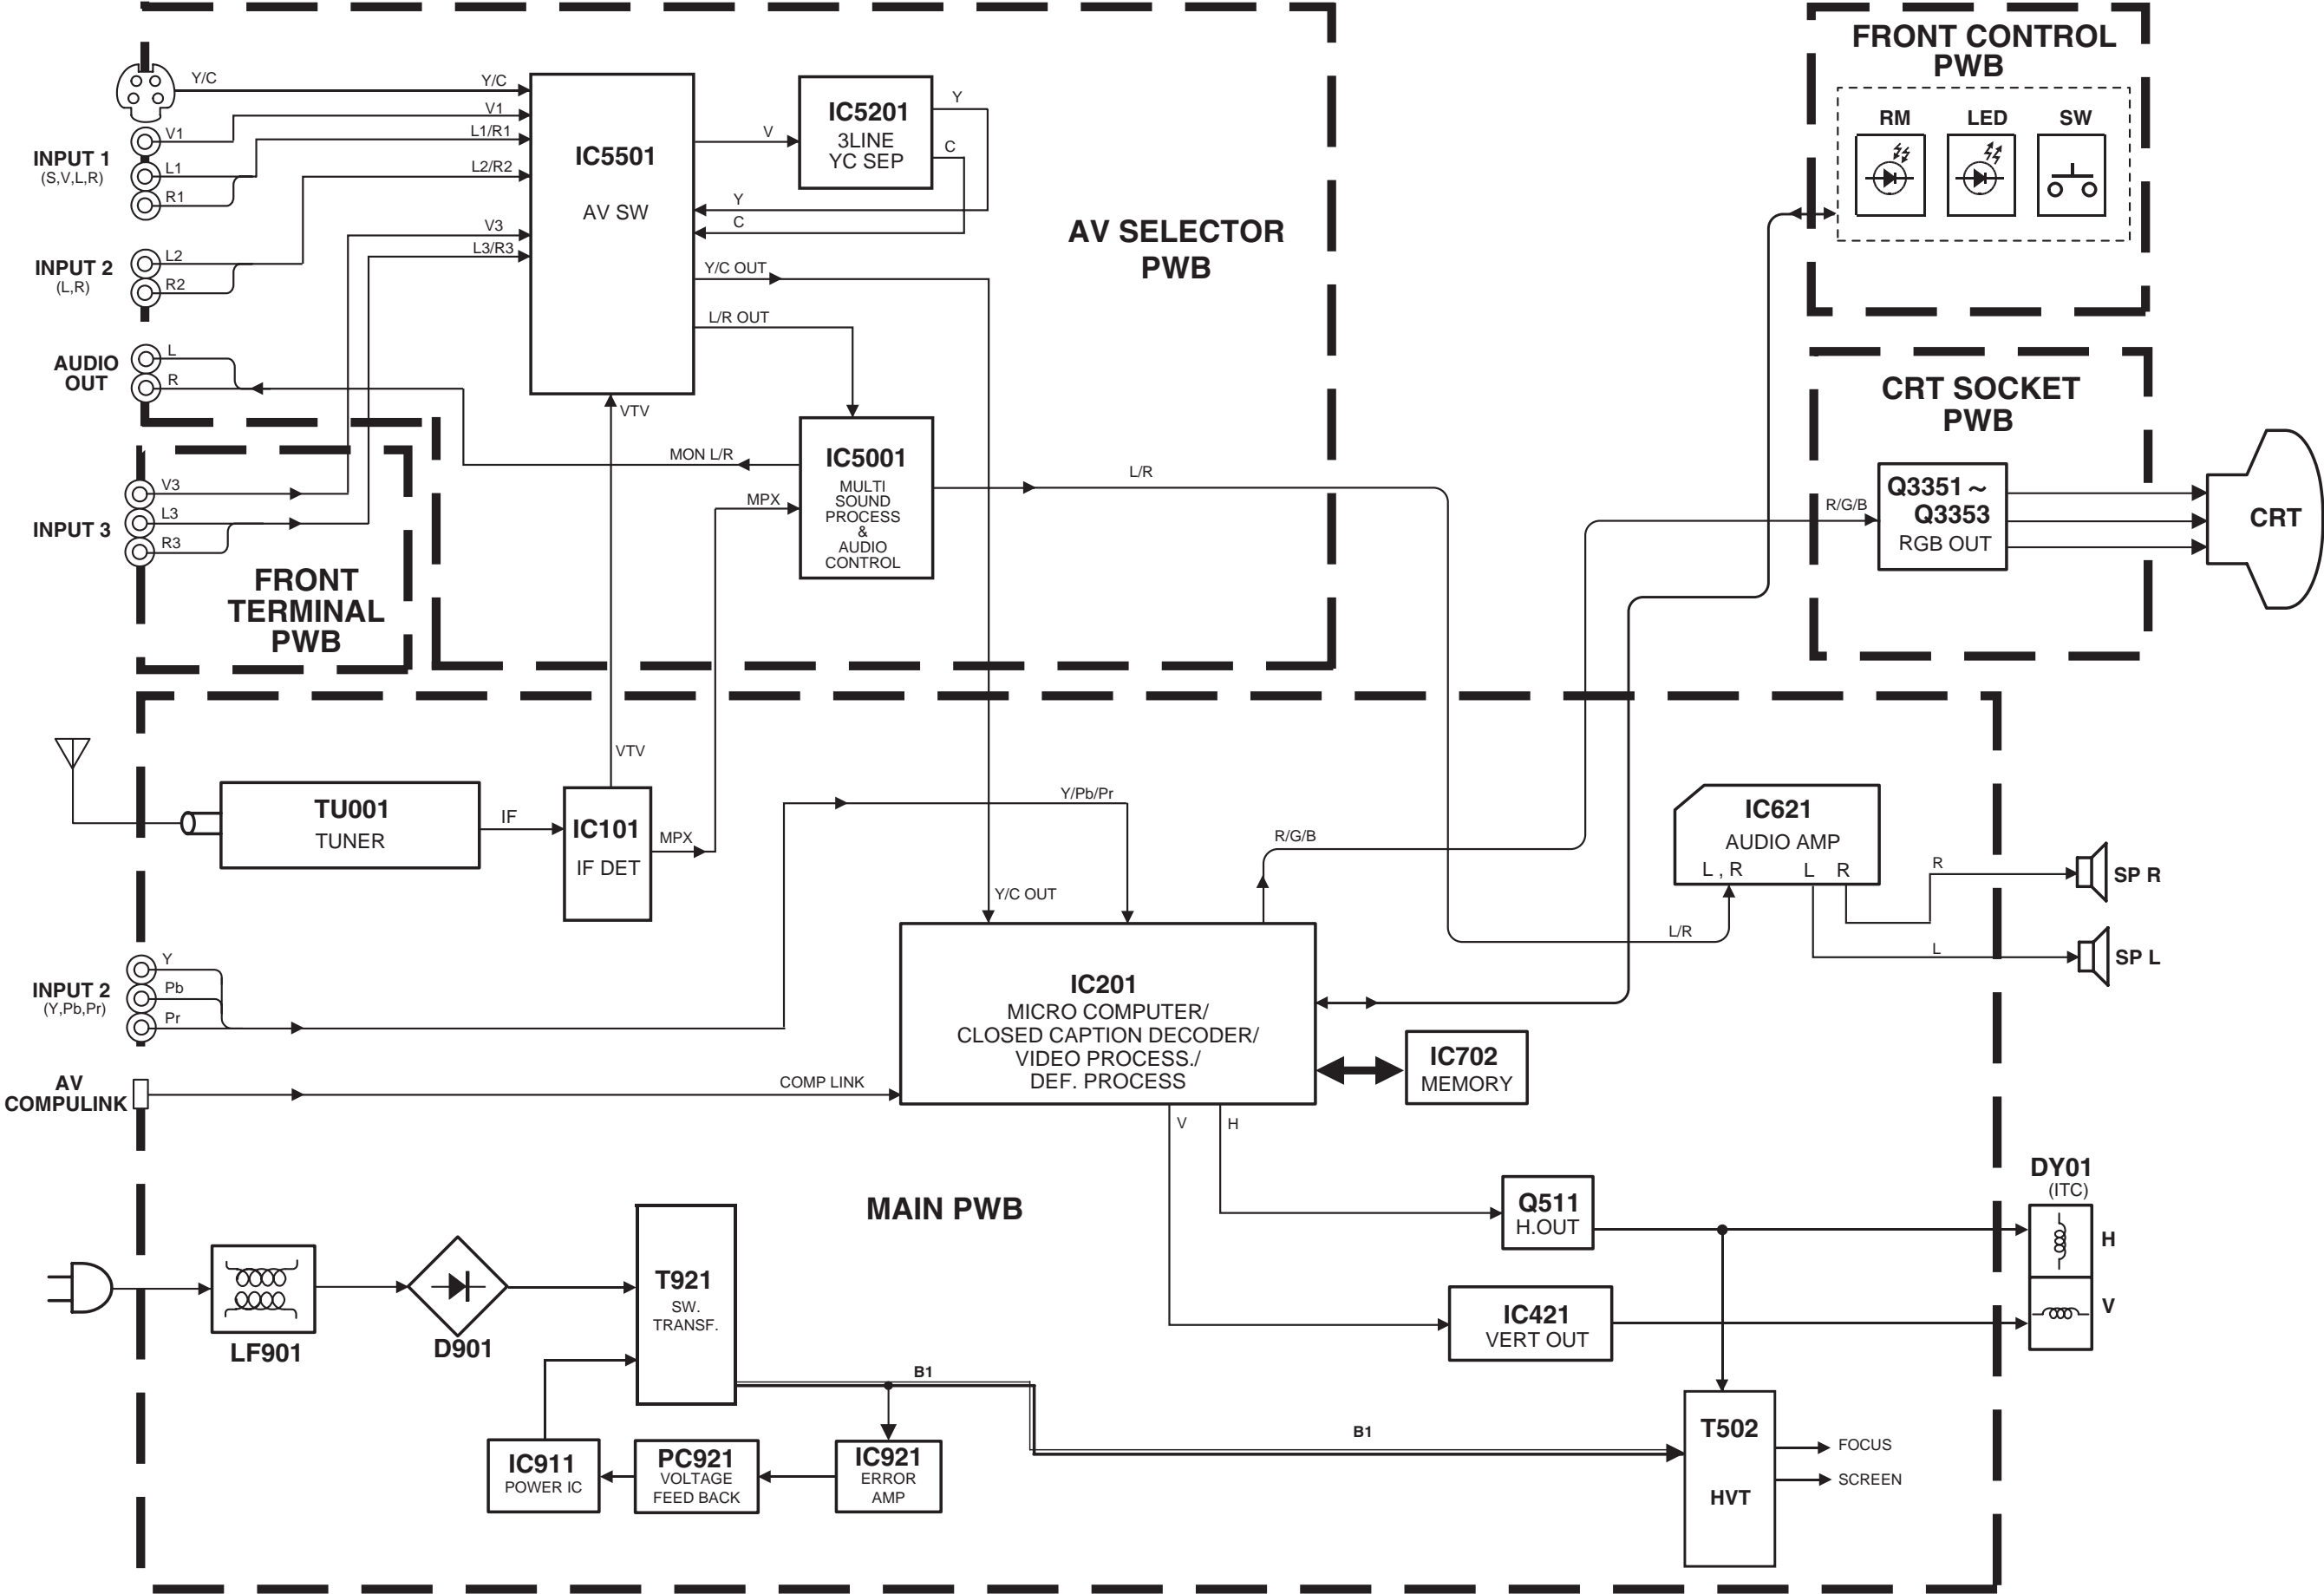 FRONT CONTROL
PWB
RM
LED
SW
Y/C
Y/C
V1
V1
L1/R1
INPUT 1
(S,V,L,R)
L1
R1
L2/R2
IC5501
AV SW
V
IC5201
3LINE
YC SEP
Y
C
Y
C
V3
L3/R3
INPUT 2
(L,R)
L2
R2
AV SELECTOR
PWB
Y/C OUT
L/R OUT
AUDIO
OUT
L
R
VTV
CRT SOCKET
PWB
MON L/R
MPX
IC5001
MULTI
SOUND
PROCESS
&
AUDIO
CONTROL
L/R
R/G/B
Q3351 ~
Q3353
RGB OUT
CRT
INPUT 3
V3
L3
R3
FRONT
TERMINAL
PWB
VTV
TU001
TUNER
IF
IC101
IF DET
MPX
Y/Pb/Pr
R/G/B
Y/C OUT
IC621
AUDIO AMP
L , R
L
R
R
SP R
L/R
L
SP L
INPUT 2
(Y,Pb,Pr)
Y
Pb
Pr
IC201
MICRO COMPUTER/
CLOSED CAPTION DECODER/
VIDEO PROCESS./
DEF. PROCESS
IC702
MEMORY
AV
COMPULINK
COMP LINK
V
H
MAIN PWB
Q511
H.OUT
DY01
(ITC)
H
V
IC421
VERT OUT
LF901
D901
T921
SW.
TRANSF.
B1
B1
IC911
POWER IC
PC921
VOLTAGE
FEED BACK
IC921
ERROR
AMP
T502
HVT
FOCUS
SCREEN